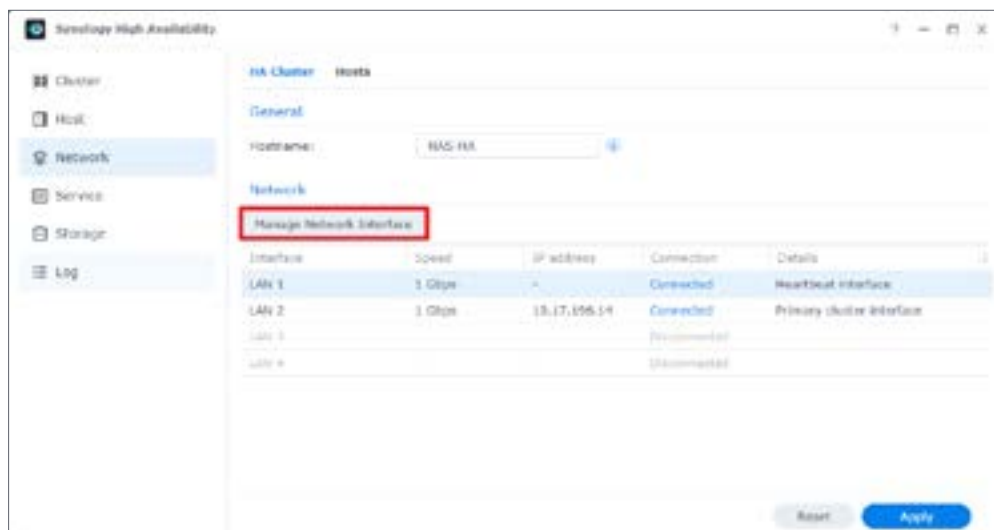 Synology High Availability
Cluster
Host
Network
Service
Storage
Log
HA Cluster Hosts
General
Hostname: NAS-HA
Network
Manage Network Interface
Interface Speed IP address Connection Details
LAN 1 1 Gbps - Connected Heartbeat interface
LAN 2 1 Gbps Connected Primary cluster interface
LAN 3 Disconnected
LAN 4 Disconnected
Reset Apply